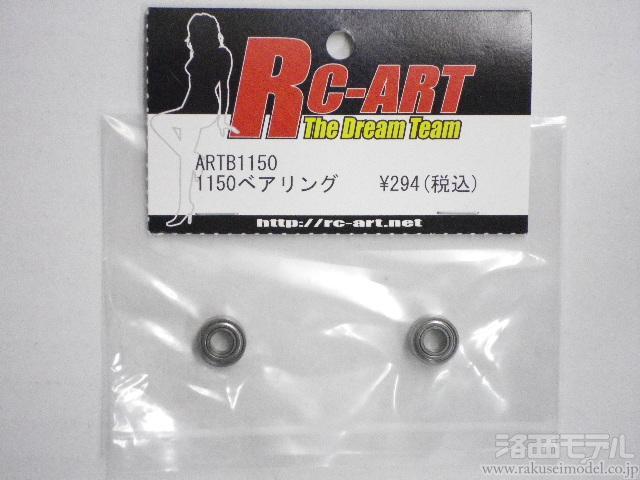 RC-ART
The Dream Team
ARTB1150
1150ベアリング ¥294(税込)
http://rc-art.net
洛西モデル
www.rakuseimodel.co.jp